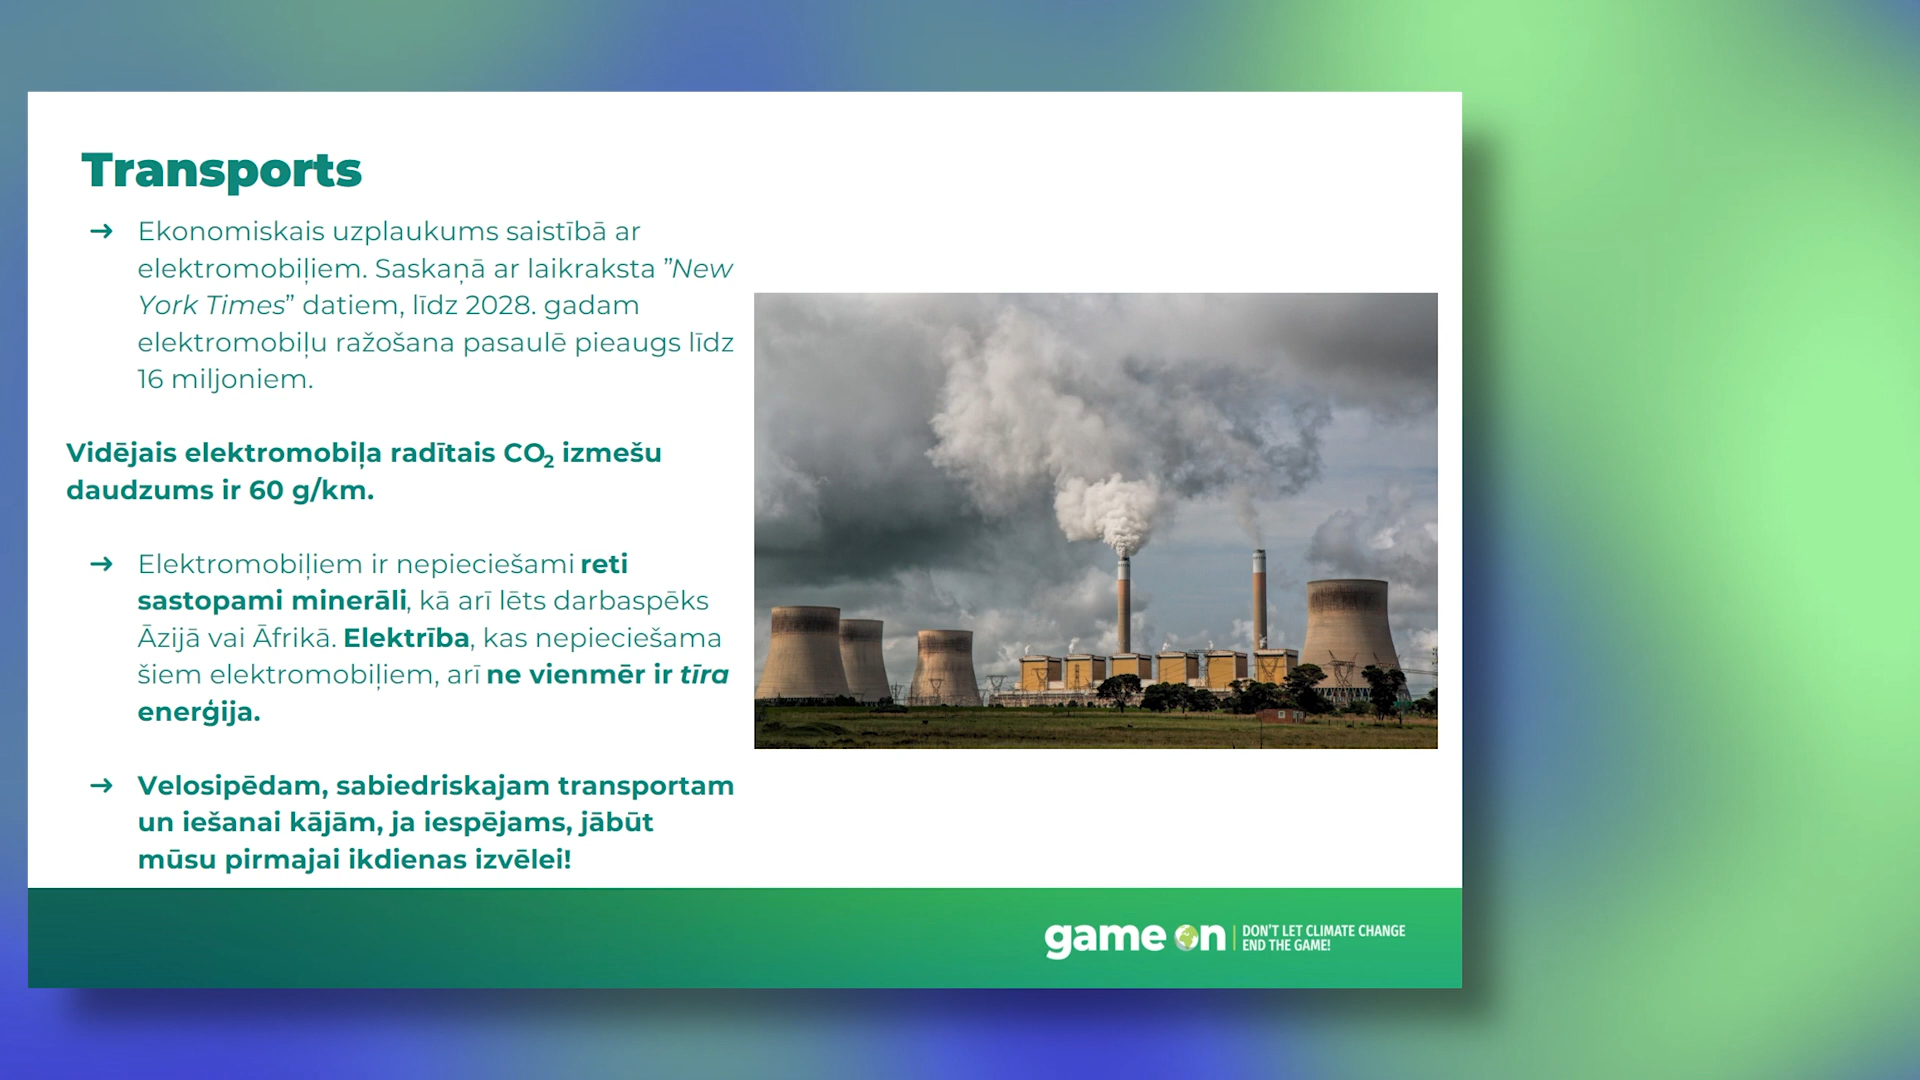 Transports
➔ Ekonomiskais uzplaukums saistībā ar
elektromobiļiem. Saskaņā ar laikraksta ”New
York Times” datiem, līdz 2028. gadam
elektromobiļu ražošana pasaulē pieaugs līdz
16 miljoniem.
Vidējais elektromobiļa radītais CO₂ izmešu
daudzums ir 60 g/km.
➔ Elektromobiļiem ir nepieciešami reti
sastopami minerāli, kā arī lēts darbaspēks
Āzijā vai Āfrikā. Elektrība, kas nepieciešama
šiem elektromobiļiem, arī ne vienmēr ir tīra
enerģija.
➔ Velosipēdam, sabiedriskajam transportam
un iešanai kājām, ja iespējams, jābūt
mūsu pirmajai ikdienas izvēlei!
game on
DON'T LET CLIMATE CHANGE
END THE GAME!